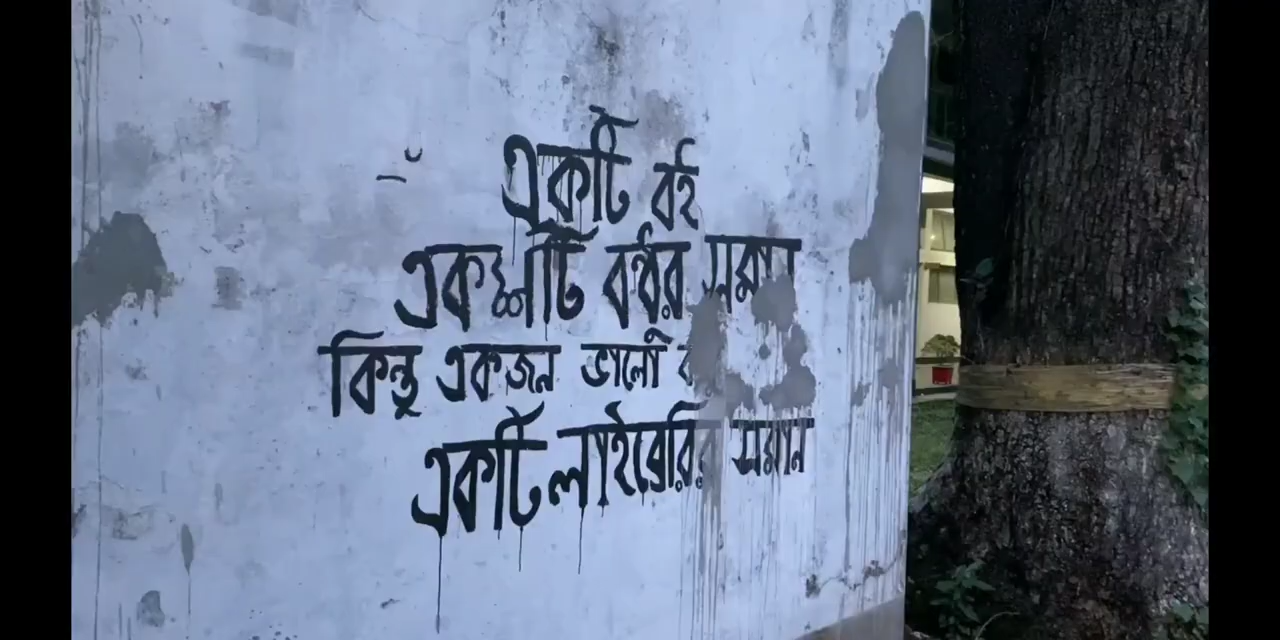 একটি বই
একশটি বন্ধুর সমান
কিন্তু একজন ভালো
একটি লাইব্রেরির সমান